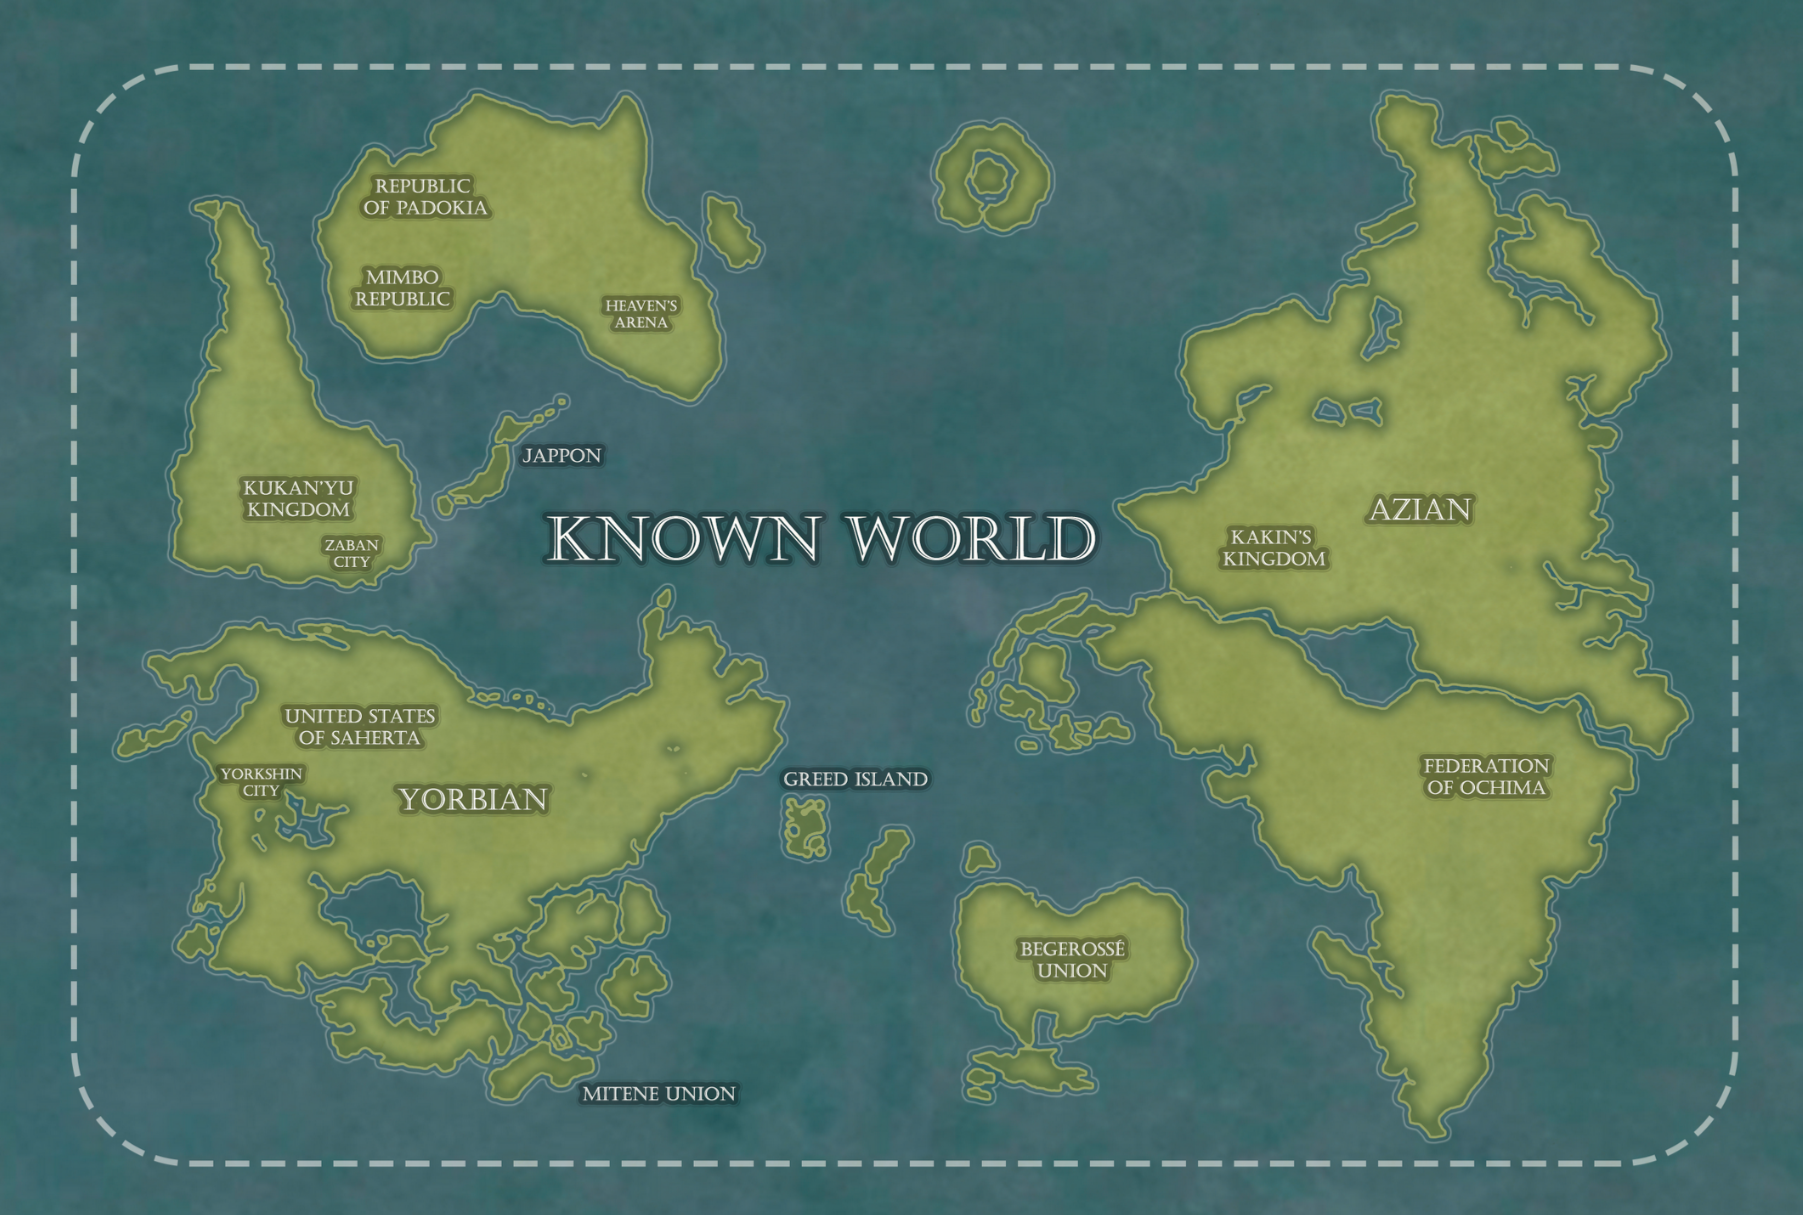 REPUBLIC
OF PADOKIA
MIMBO
REPUBLIC
HEAVEN'S
ARENA
JAPPON
KUKAN'YU
KINGDOM
ZABAN
CITY
KNOWN WORLD
AZIAN
KAKIN'S
KINGDOM
UNITED STATES
OF SAHERTA
YORKSHIN
CITY
YORBIAN
GREED ISLAND
FEDERATION
OF OCHIMA
BEGEROSSÉ
UNION
MITENE UNION